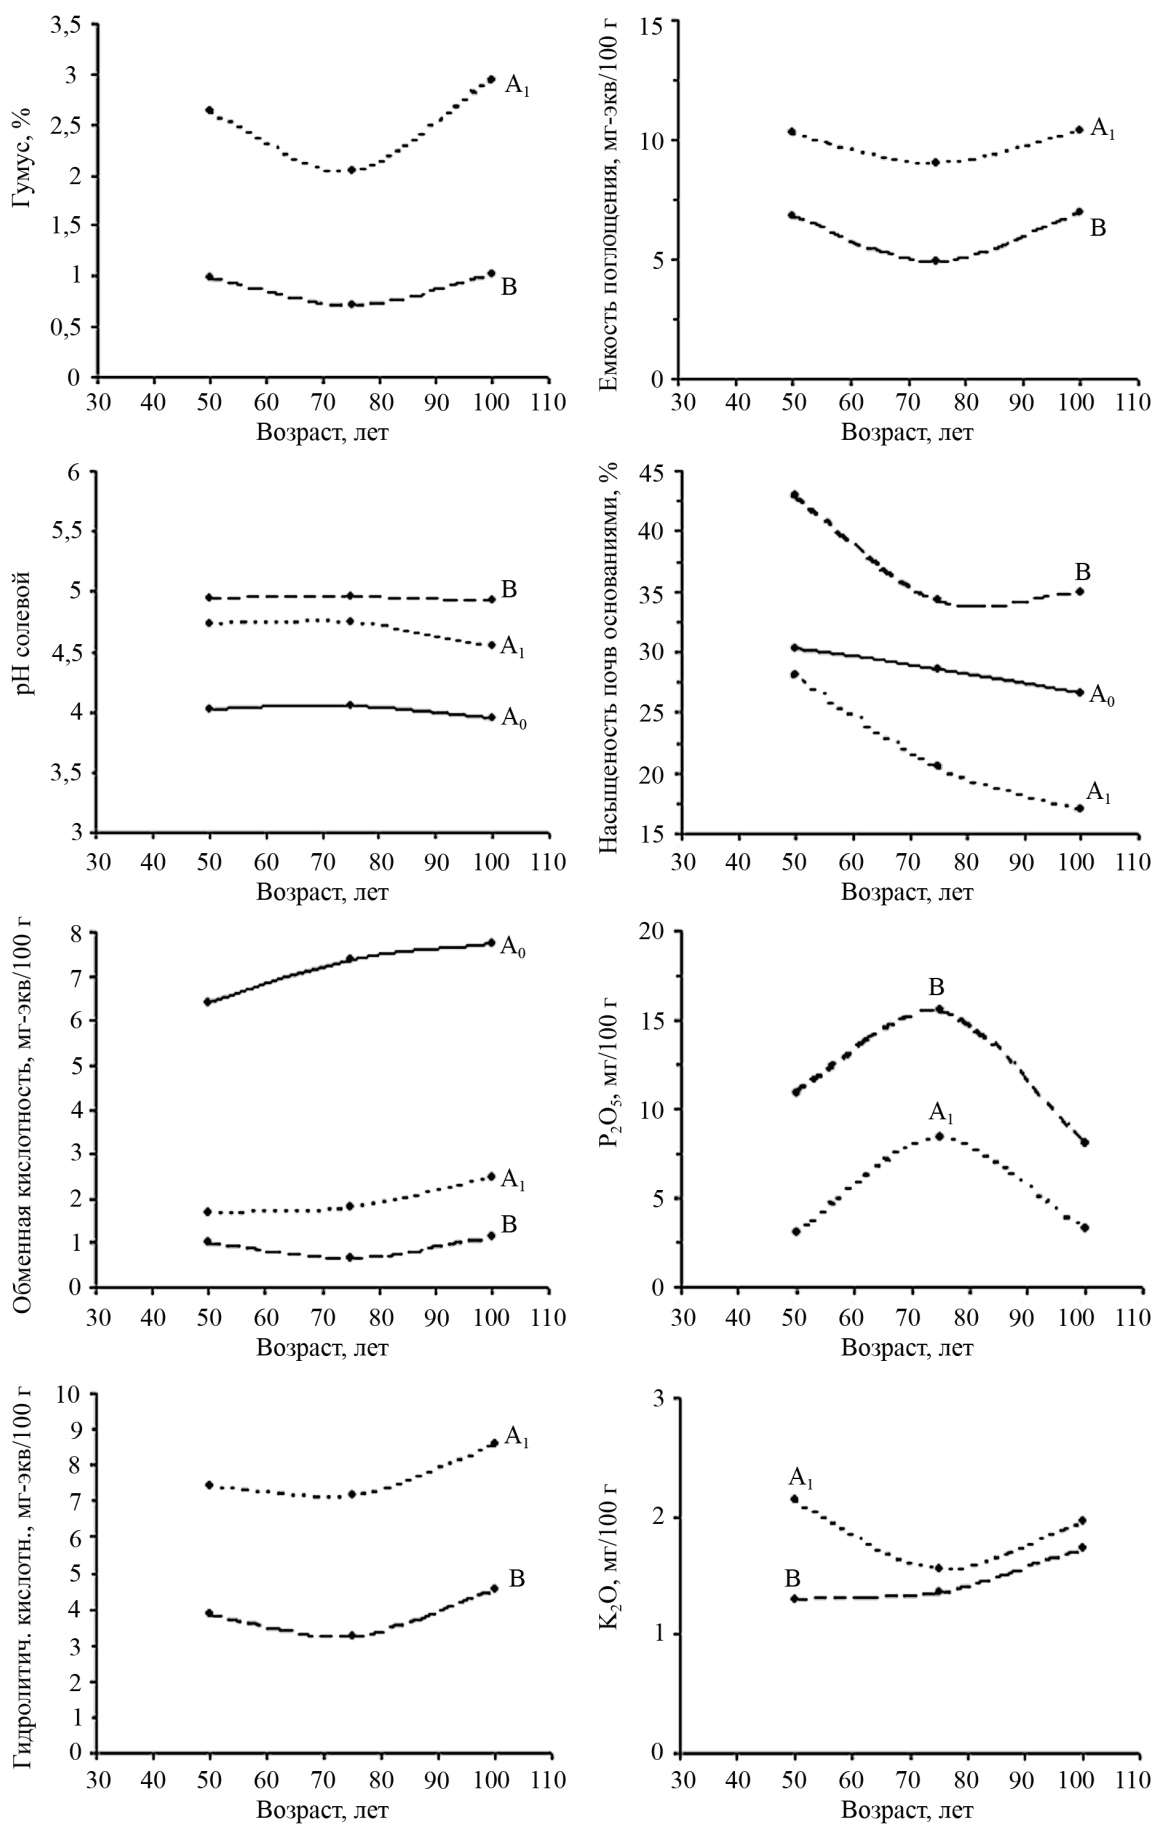 Гумус, %
3,5
3
2,5
2
1,5
1
0,5
0
A₁
B
30 40 50 60 70 80 90 100 110
Возраст, лет
Емкость поглощения, мг-экв/100 г
15
10
5
0
A₁
B
30 40 50 60 70 80 90 100 110
Возраст, лет
pH солевой
6
5,5
5
4,5
4
3,5
3
B
A₁
A₀
30 40 50 60 70 80 90 100 110
Возраст, лет
Насыщеность почв основаниями, %
45
40
35
30
25
20
15
B
A₀
A₁
30 40 50 60 70 80 90 100 110
Возраст, лет
Обменная кислотность, мг-экв/100 г
8
7
6
5
4
3
2
1
0
A₀
A₁
B
30 40 50 60 70 80 90 100 110
Возраст, лет
P₂O₅, мг/100 г
20
15
10
5
0
B
A₁
30 40 50 60 70 80 90 100 110
Возраст, лет
Гидролитич. кислотн., мг-экв/100 г
10
9
8
7
6
5
4
3
2
1
0
A₁
B
30 40 50 60 70 80 90 100 110
Возраст, лет
K₂O, мг/100 г
3
2
1
0
A₁
B
30 40 50 60 70 80 90 100 110
Возраст, лет